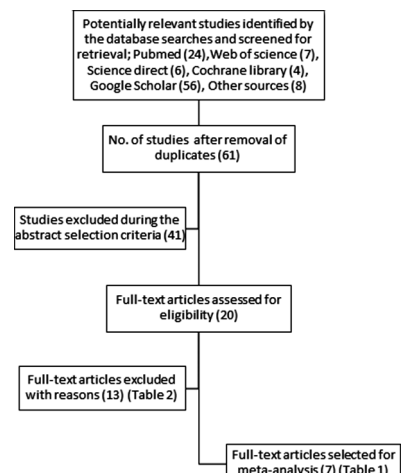 Potentially relevant studies identified by
the database searches and screened for
retrieval; Pubmed (24),Web of science (7),
Science direct (6), Cochrane library (4),
Google Scholar (56), Other sources (8)
No. of studies after removal of
duplicates (61)
Studies excluded during the
abstract selection criteria (41)
Full-text articles assessed for
eligibility (20)
Full-text articles excluded
with reasons (13) (Table 2)
Full-text articles selected for
meta-analysis (7) (Table 1)